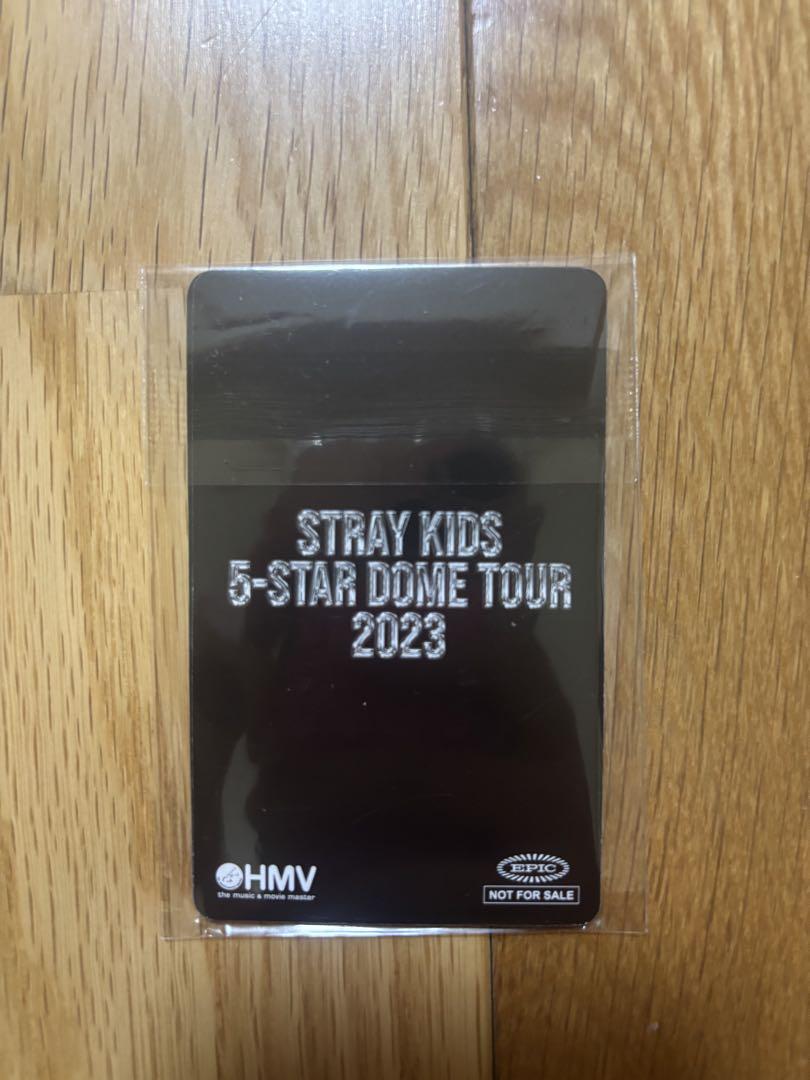 STRAY KIDS
5-STAR DOME TOUR
2023
HMV
the music & movie master
EPIC
NOT FOR SALE